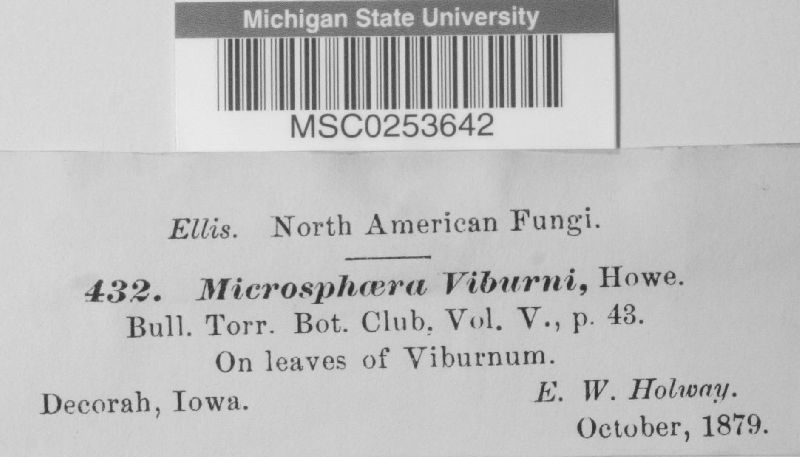 Michigan State University
MSC0253642
Ellis. North American Fungi.
432. Microsphæra Viburni, Howe.
Bull. Torr. Bot. Club, Vol. V., p. 43.
On leaves of Viburnum.
Decorah, Iowa. E. W. Holway.
October, 1879.